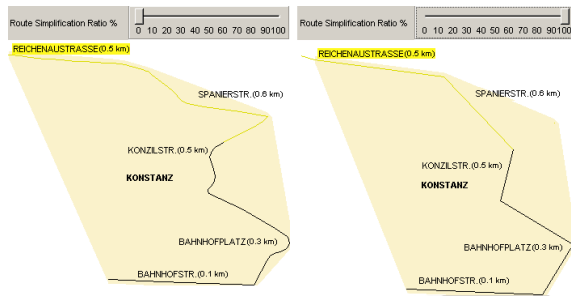 Route Simplification Ratio %
0 10 20 30 40 50 60 70 80 90100
REICHENAUSTRASSE(0.5 km)
SPANIERSTR.(0.6 km)
KONZILSTR.(0.5 km)
KONSTANZ
BAHNHOFPLATZ(0.3 km)
BAHNHOFSTR.(0.1 km)
Route Simplification Ratio %
0 10 20 30 40 50 60 70 80 90100
REICHENAUSTRASSE(0.5 km)
SPANIERSTR.(0.6 km)
KONZILSTR.(0.5 km)
KONSTANZ
BAHNHOFPLATZ(0.3 km)
BAHNHOFSTR.(0.1 km)